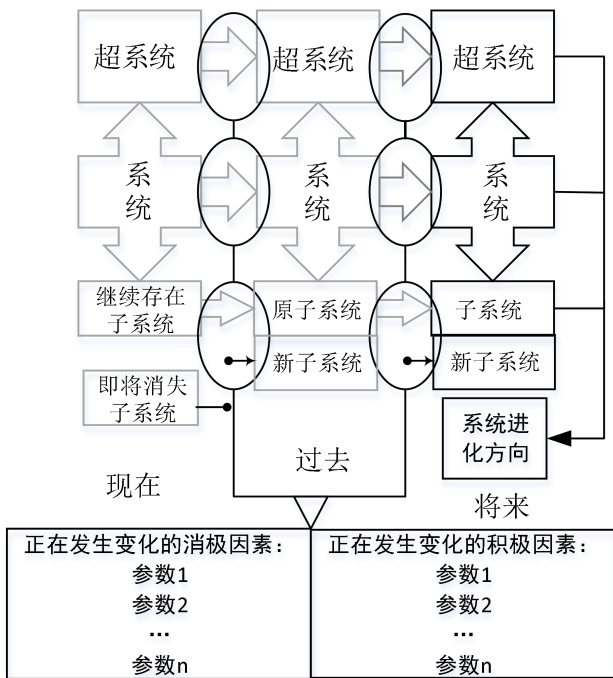 超系统
超系统
超系统
系统
系统
系统
继续存在
子系统
原子系统
子系统
新子系统
新子系统
即将消失
子系统
系统进
化方向
过去
现在
将来
正在发生变化的消极因素：
参数1
参数2
...
参数n
正在发生变化的积极因素：
参数1
参数2
...
参数n